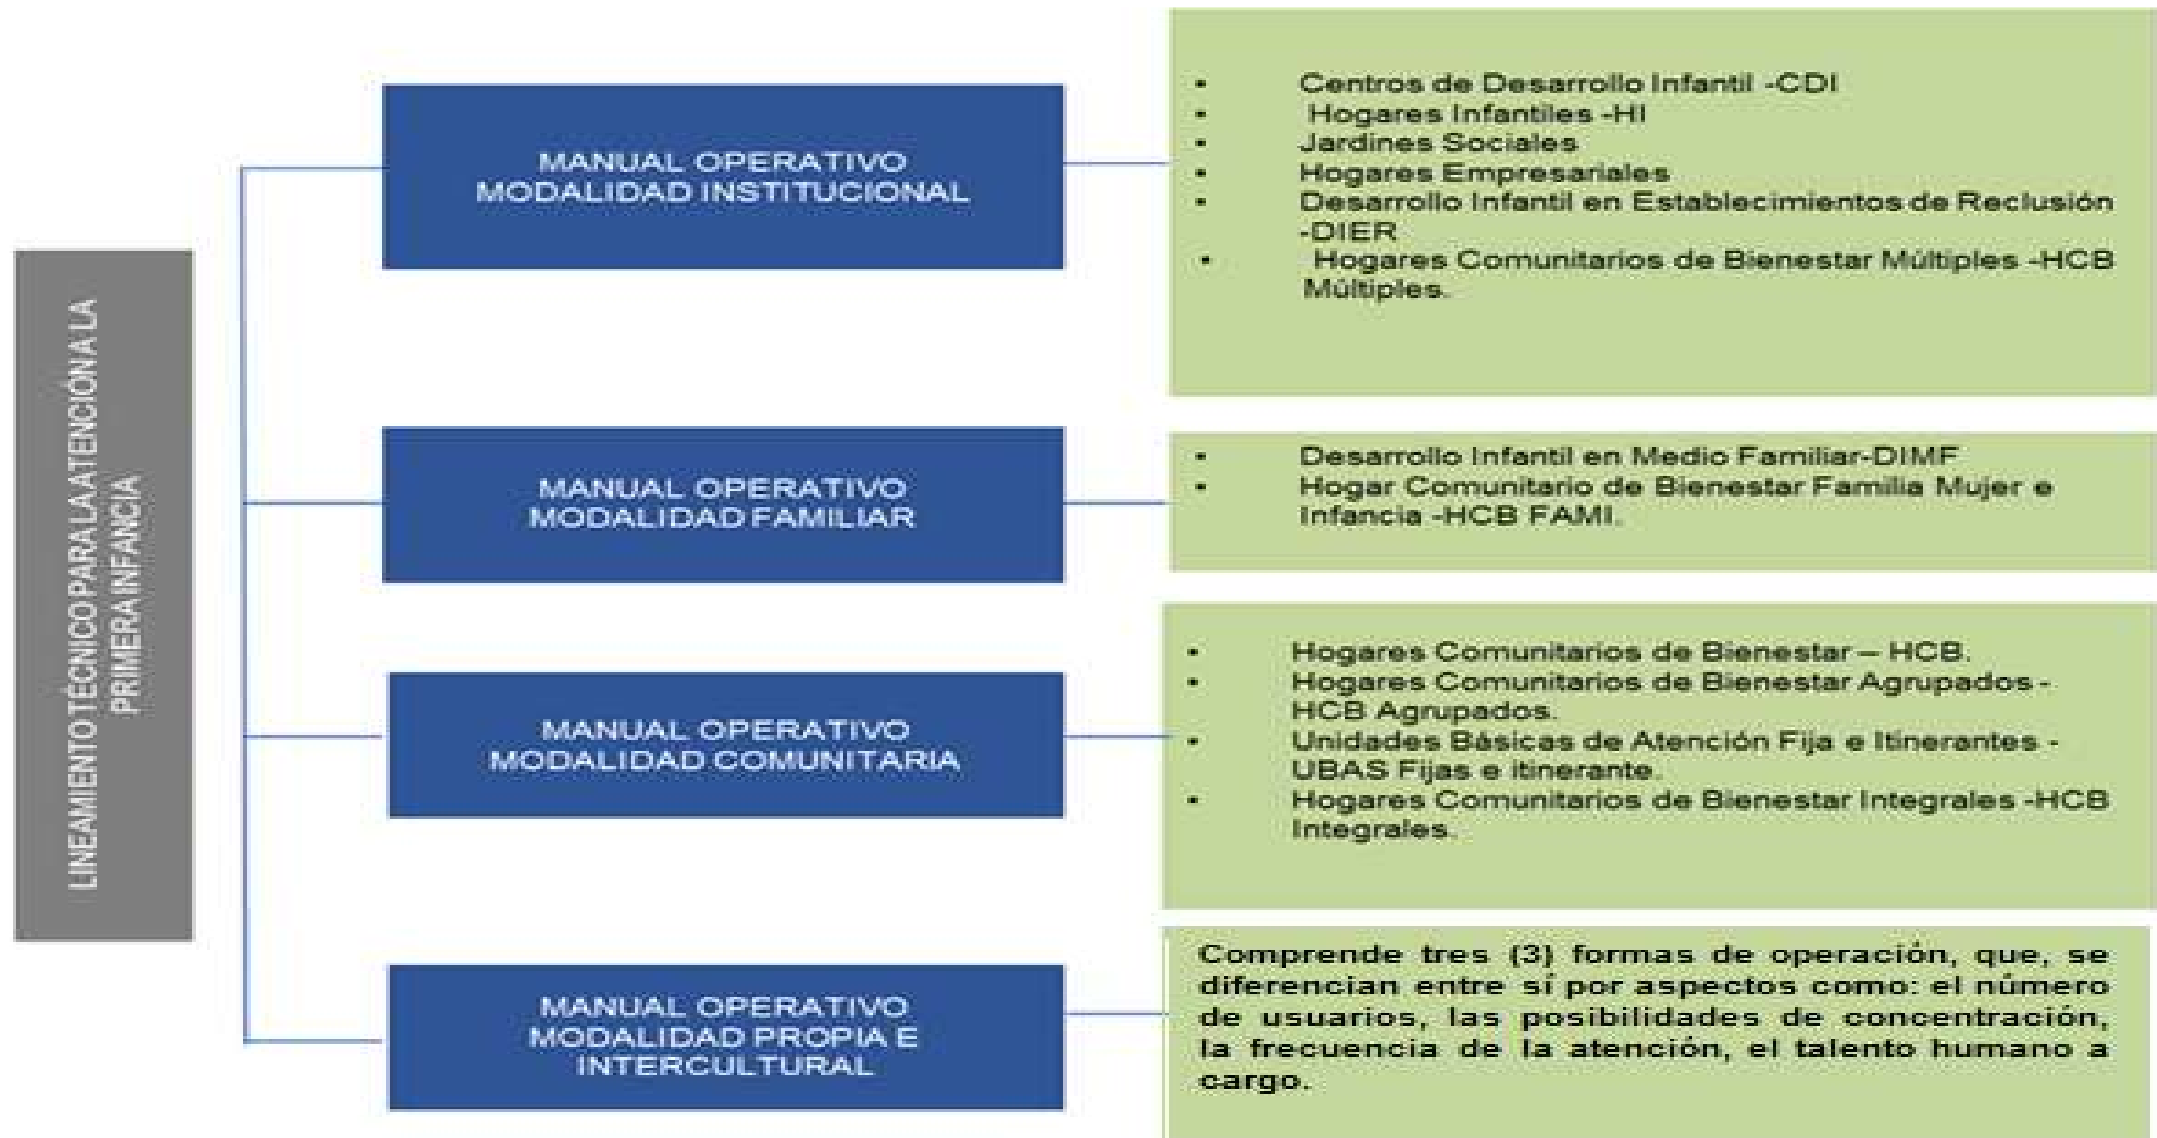 LINEAMIENTO TÉCNICO PARA LA ATENCIÓN A LA
PRIMERA INFANCIA
MANUAL OPERATIVO
MODALIDAD INSTITUCIONAL
• Centros de Desarrollo Infantil -CDI
• Hogares Infantiles -HI
• Jardines Sociales
• Hogares Empresariales
• Desarrollo Infantil en Establecimientos de Reclusión
-DIER
• Hogares Comunitarios de Bienestar Múltiples -HCB
Múltiples.
MANUAL OPERATIVO
MODALIDAD FAMILIAR
• Desarrollo Infantil en Medio Familiar-DIMF
• Hogar Comunitario de Bienestar Familia Mujer e
Infancia -HCB FAMI.
MANUAL OPERATIVO
MODALIDAD COMUNITARIA
• Hogares Comunitarios de Bienestar – HCB.
• Hogares Comunitarios de Bienestar Agrupados -
HCB Agrupados.
• Unidades Básicas de Atención Fija e Itinerantes -
UBAS Fijas e itinerante.
• Hogares Comunitarios de Bienestar Integrales -HCB
Integrales.
MANUAL OPERATIVO
MODALIDAD PROPIA E
INTERCULTURAL
Comprende tres (3) formas de operación, que, se
diferencian entre sí por aspectos como: el número
de usuarios, las posibilidades de concentración,
la frecuencia de la atención, el talento humano a
cargo.